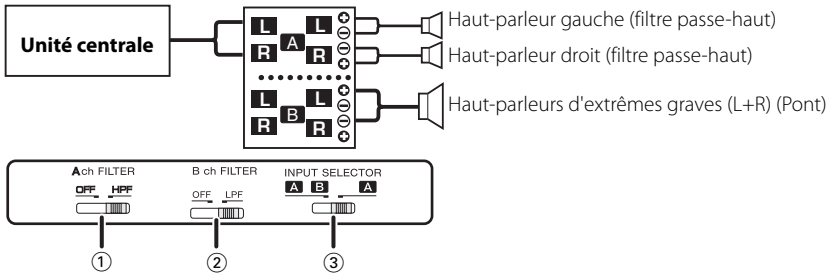 Unité centrale
L L
A
R R
L L
B
R R
Haut-parleur gauche (filtre passe-haut)
Haut-parleur droit (filtre passe-haut)
Haut-parleurs d'extrêmes graves (L+R) (Pont)
A ch FILTER
OFF HPF
B ch FILTER
OFF LPF
INPUT SELECTOR
A B A
① ② ③